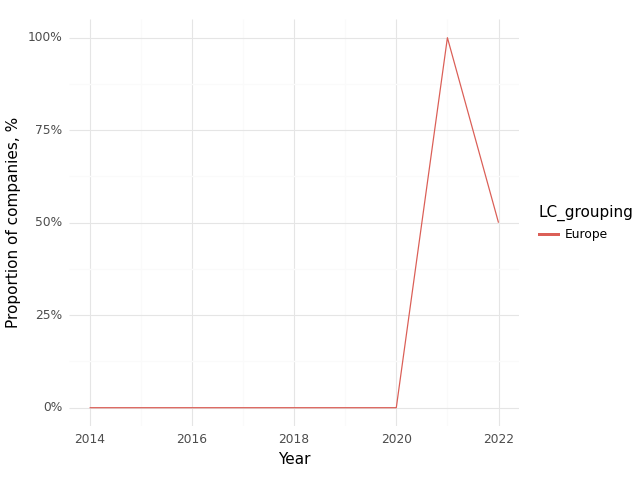 100%
75%
50%
25%
0%
Proportion of companies, %
2014 2016 2018 2020 2022
Year
LC_grouping
Europe